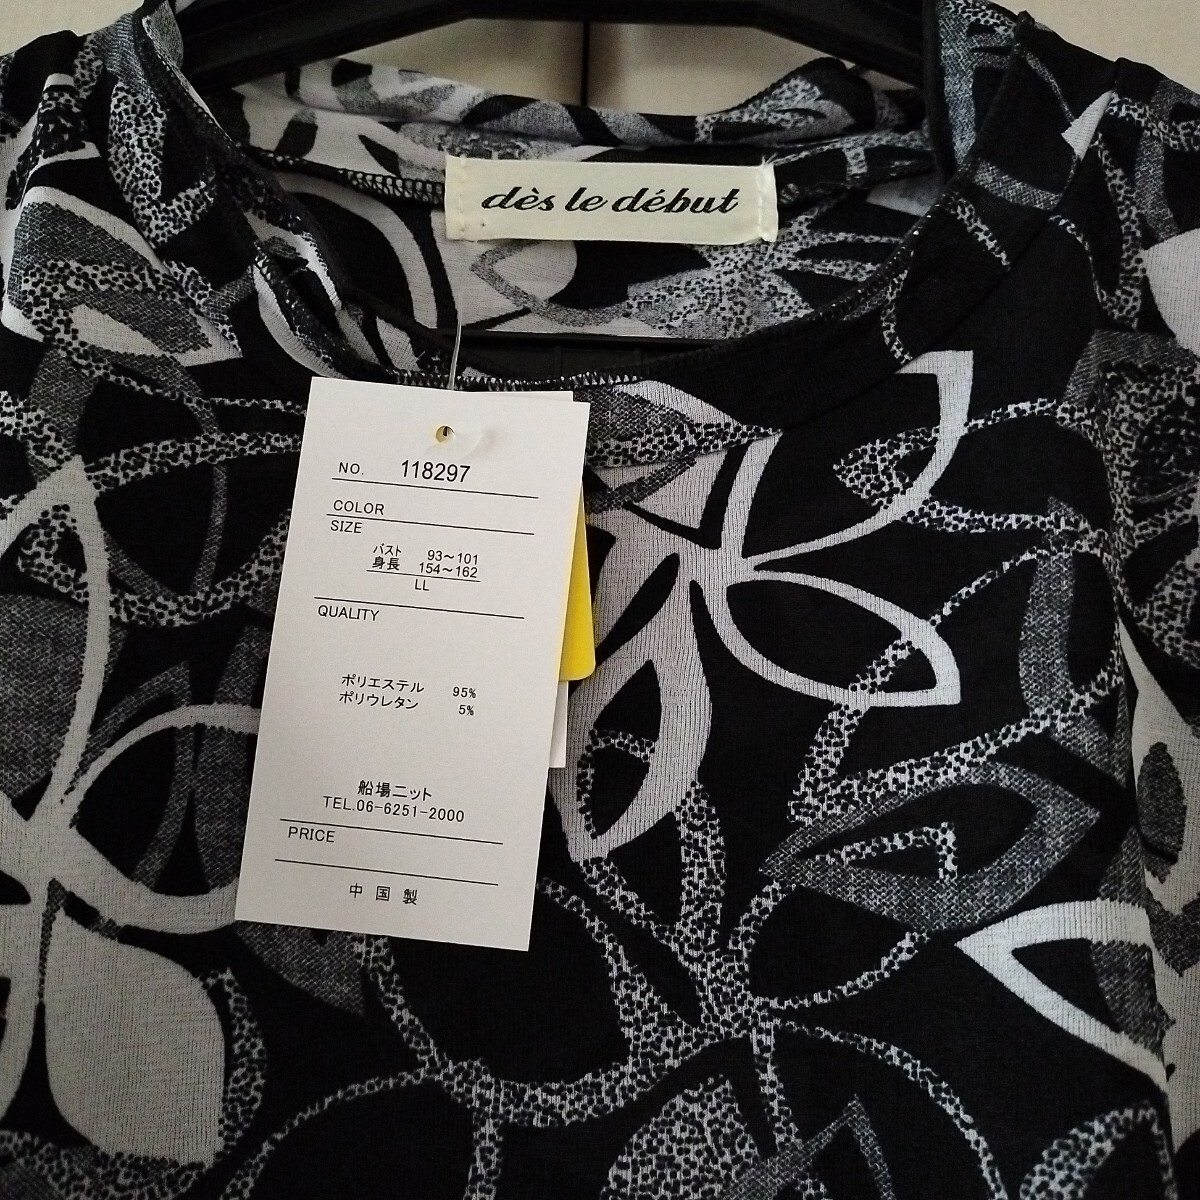 dès le début
NO. 118297
COLOR
SIZE
バスト 93〜101
身長 154〜162
LL
QUALITY
ポリエステル 95%
ポリウレタン 5%
船場ニット
TEL.06-6251-2000
PRICE
中国製